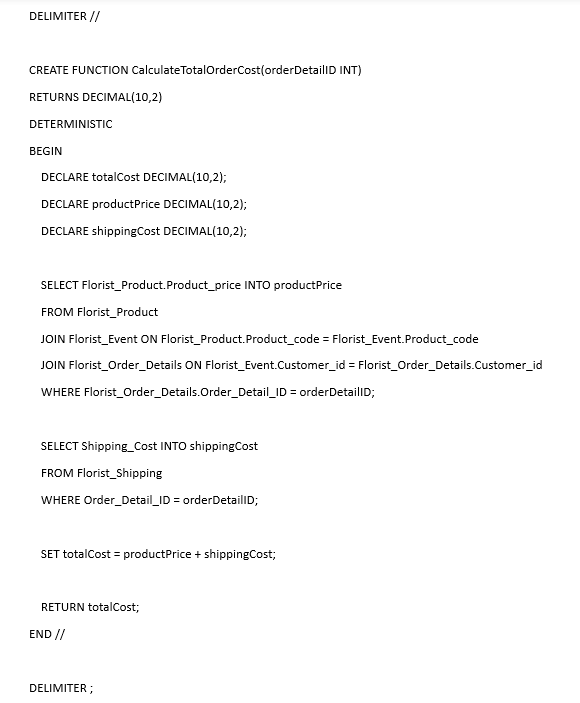 DELIMITER //
CREATE FUNCTION CalculateTotalOrderCost(orderDetailID INT)
RETURNS DECIMAL(10,2)
DETERMINISTIC
BEGIN
DECLARE totalCost DECIMAL(10,2);
DECLARE productPrice DECIMAL(10,2);
DECLARE shippingCost DECIMAL(10,2);
SELECT Florist_Product.Product_price INTO productPrice
FROM Florist_Product
JOIN Florist_Event ON Florist_Product.Product_code = Florist_Event.Product_code
JOIN Florist_Order_Details ON Florist_Event.Customer_id = Florist_Order_Details.Customer_id
WHERE Florist_Order_Details.Order_Detail_ID = orderDetailID;
SELECT Shipping_Cost INTO shippingCost
FROM Florist_Shipping
WHERE Order_Detail_ID = orderDetailID;
SET totalCost = productPrice + shippingCost;
RETURN totalCost;
END //
DELIMITER ;